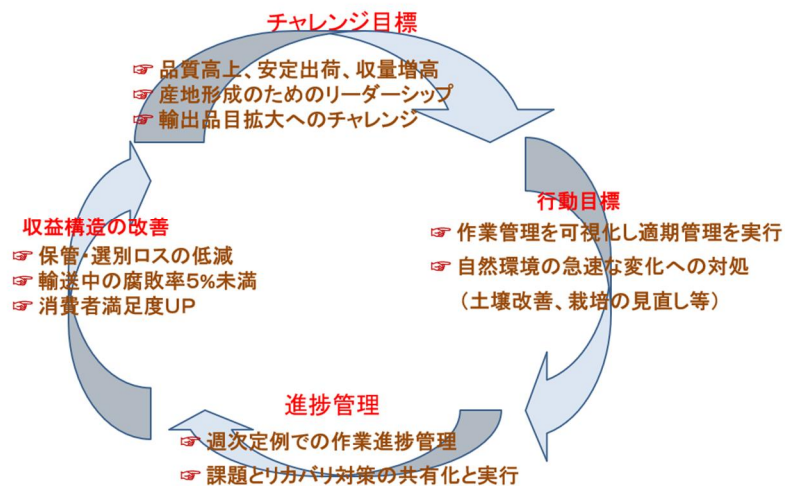 チャレンジ目標
☞ 品質高上、安定出荷、収量増高
☞ 産地形成のためのリーダーシップ
☞ 輸出品目拡大へのチャレンジ
行動目標
☞ 作業管理を可視化し適期管理を実行
☞ 自然環境の急速な変化への対処
（土壌改善、栽培の見直し等）
収益構造の改善
☞ 保管・選別ロスの低減
☞ 輸送中の腐敗率5%未満
☞ 消費者満足度UP
進捗管理
☞ 週次定例での作業進捗管理
☞ 課題とリカバリ対策の共有化と実行